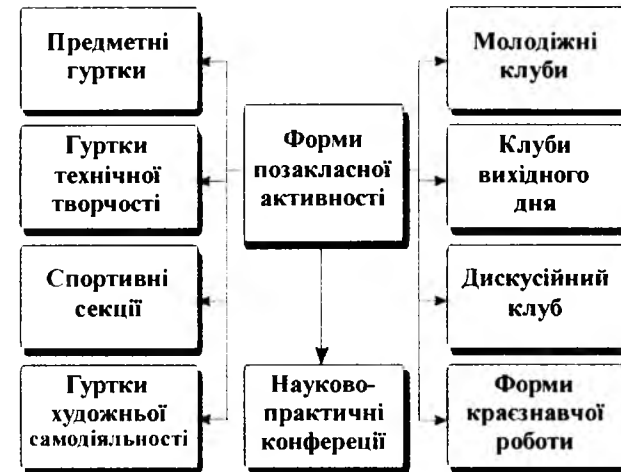 Предметні
гуртки
Гуртки
технічної
творчості
Спортивні
секції
Гуртки
художньої
самодіяльності
Форми
позакласної
активності
Науково-
практичні
конфереції
Молодіжні
клуби
Клуби
вихідного
дня
Дискусійний
клуб
Форми
краєзнавчої
роботи